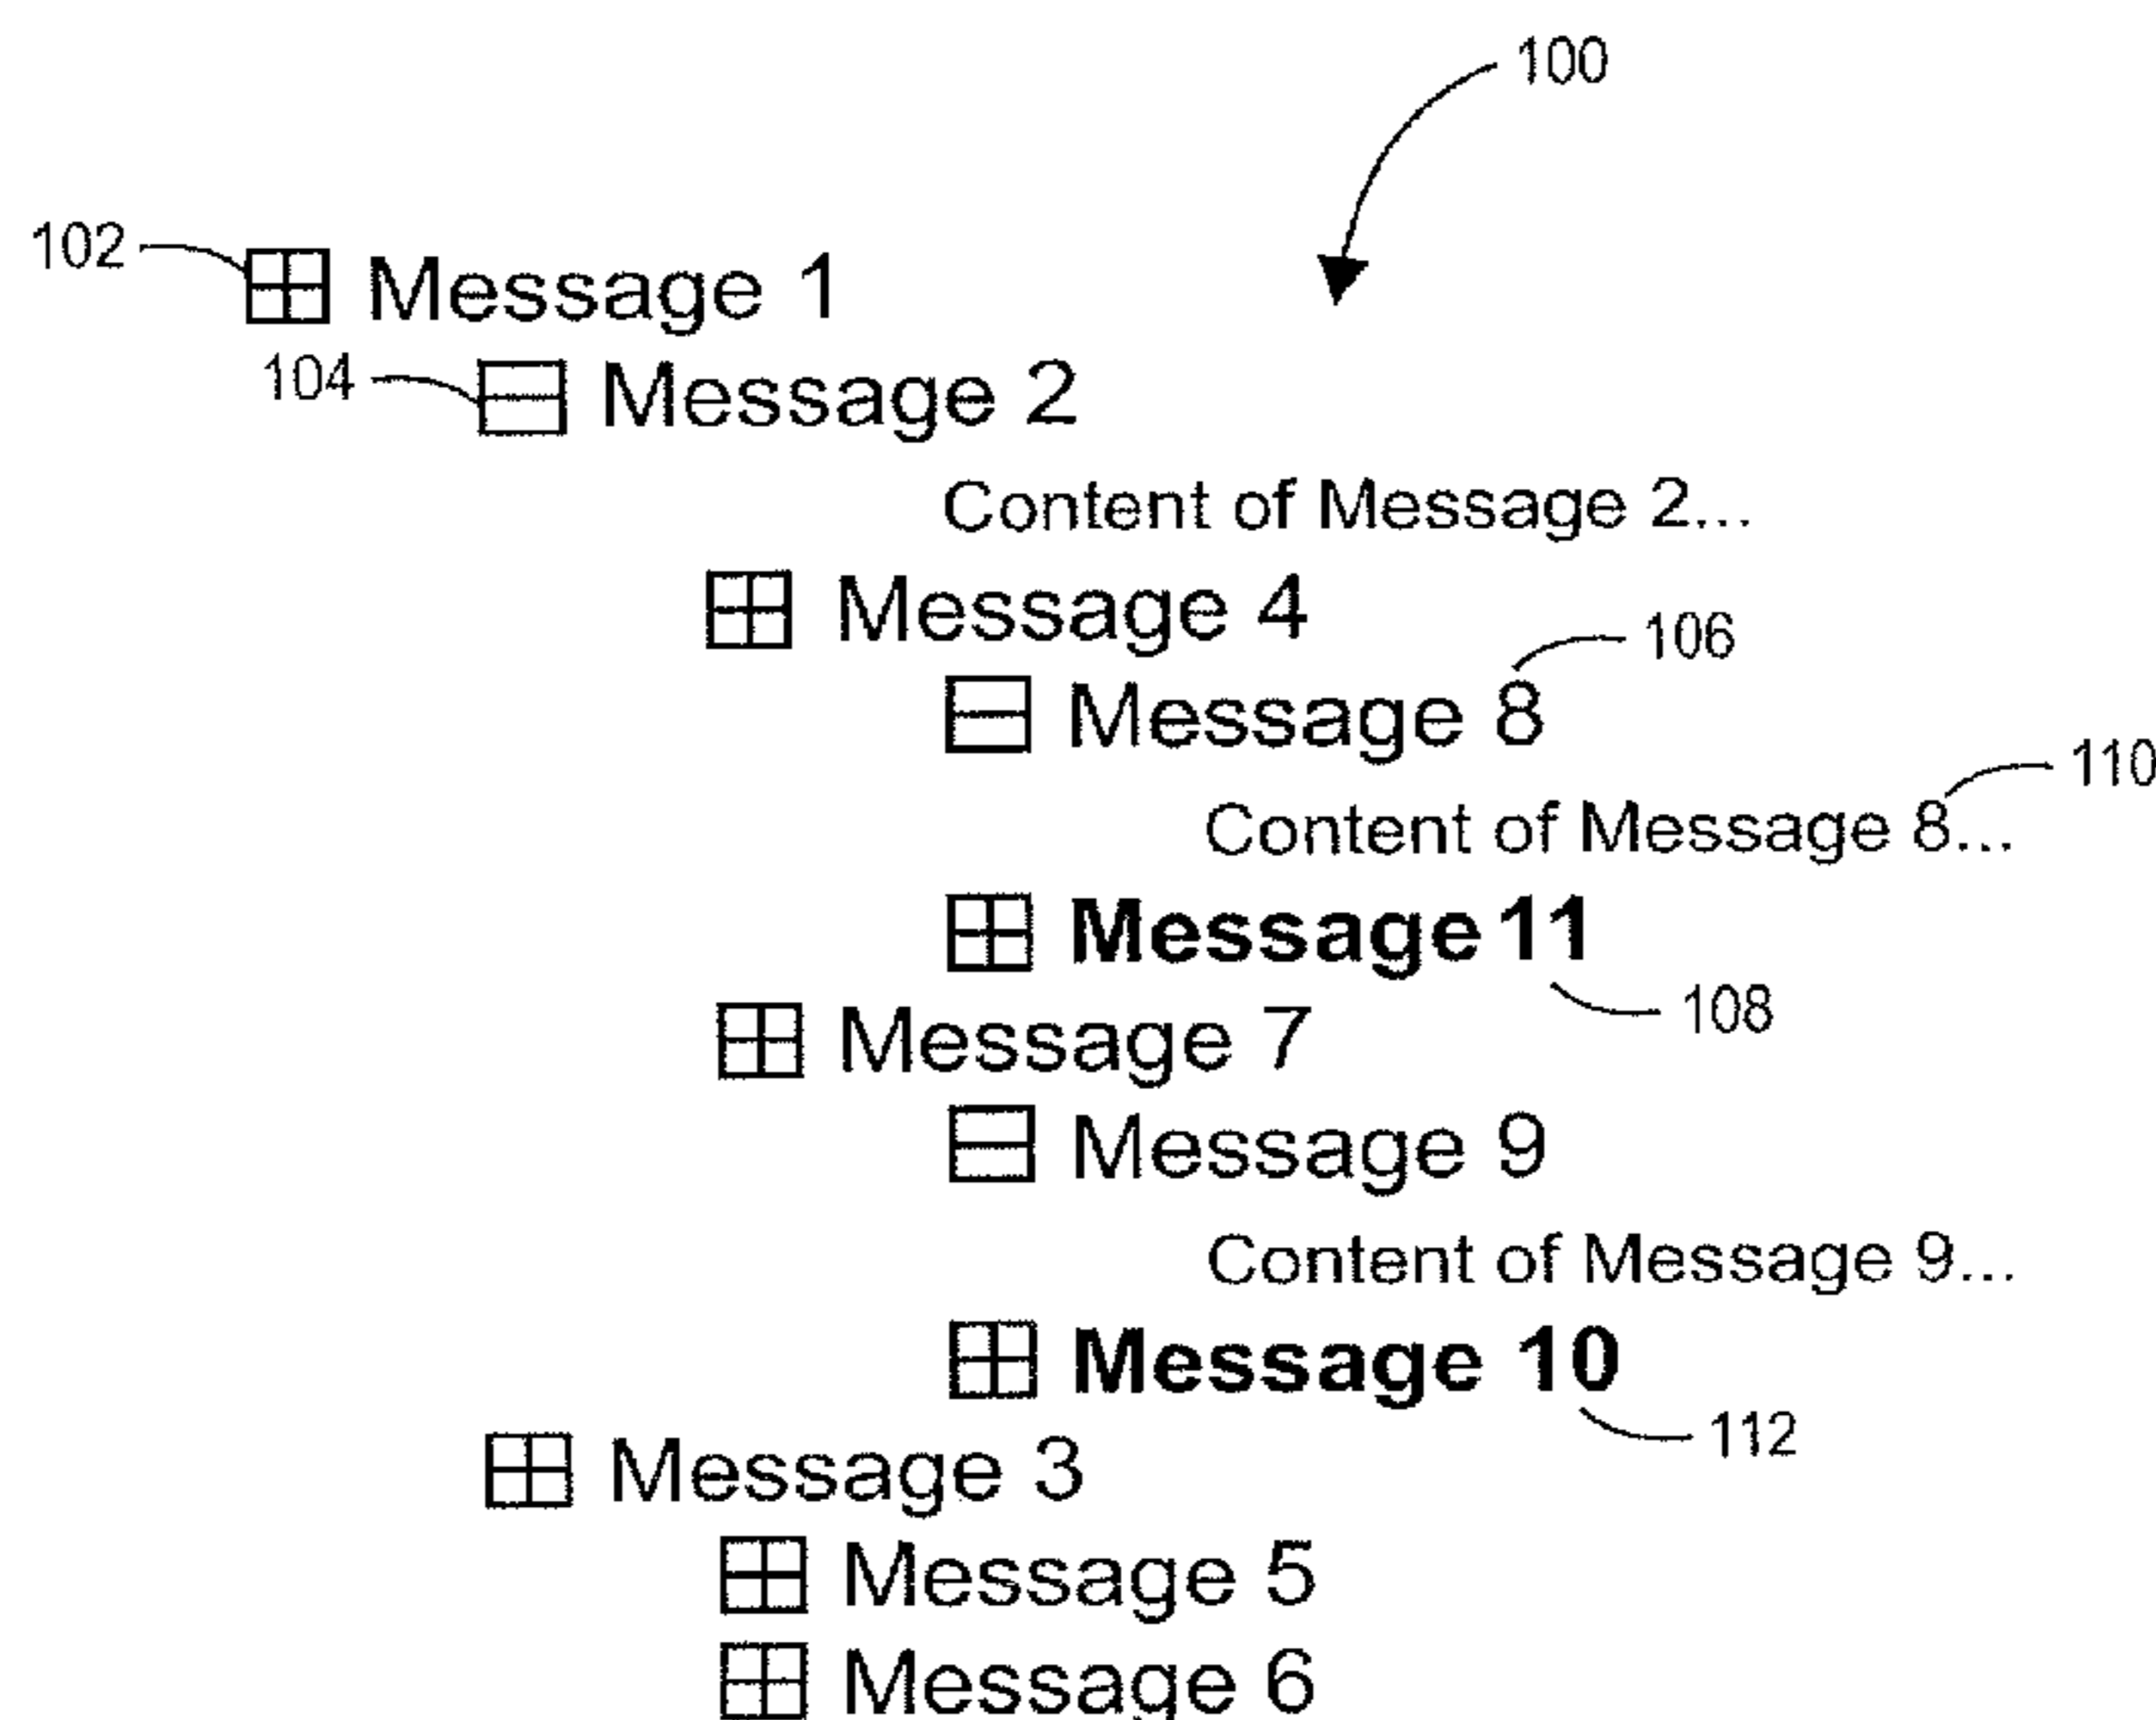 100
102 Message 1
104 Message 2
Content of Message 2...
Message 4
106
Message 8
110
Content of Message 8...
Message 11
108
Message 7
Message 9
Content of Message 9...
Message 10
112
Message 3
Message 5
Message 6